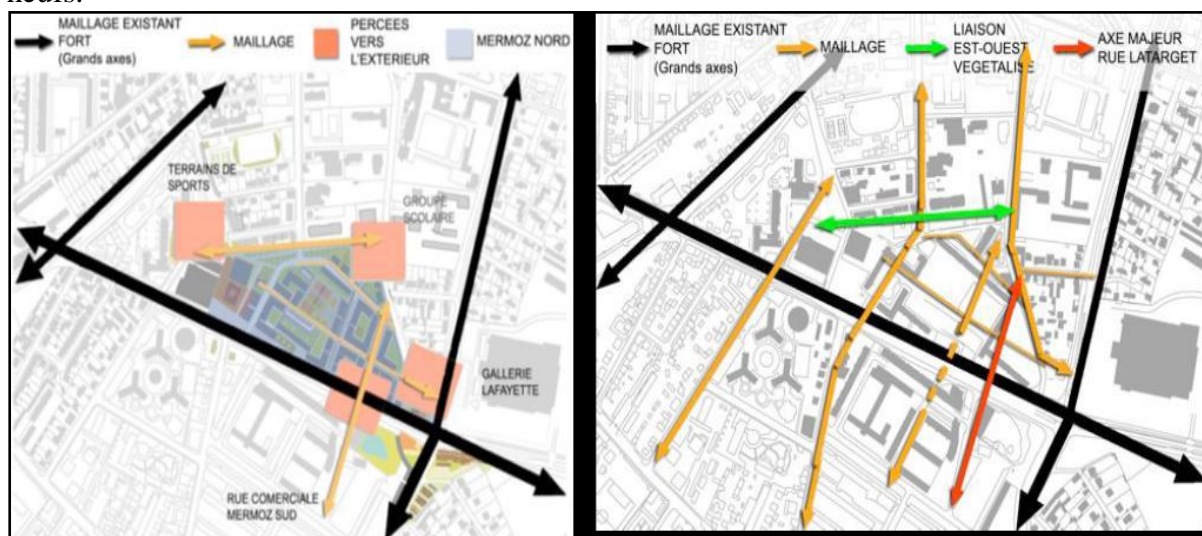 neurs.
MAILLAGE EXISTANT
FORT
(Grands axes)
MAILLAGE
PERCEES
VERS
L'EXTERIEUR
MERMOZ NORD
TERRAINS DE
SPORTS
GROUPE
SCOLAIRE
GALLERIE
LAFAYETTE
RUE COMERCIALE
MERMOZ SUD
MAILLAGE EXISTANT
FORT
(Grands axes)
MAILLAGE
LIAISON
EST-OUEST
VEGETALISE
AXE MAJEUR
RUE LATARGET